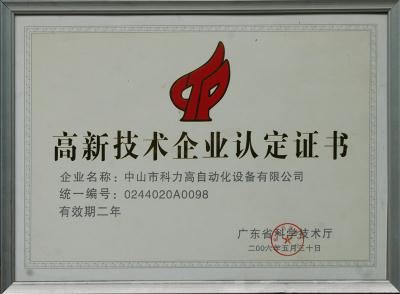 高新技术企业认定证书
企业名称：中山市科力高自动化设备有限公司
统一编号：0244020A0098
有效期二年
广东省科学技术厅
二00六年五月三十日